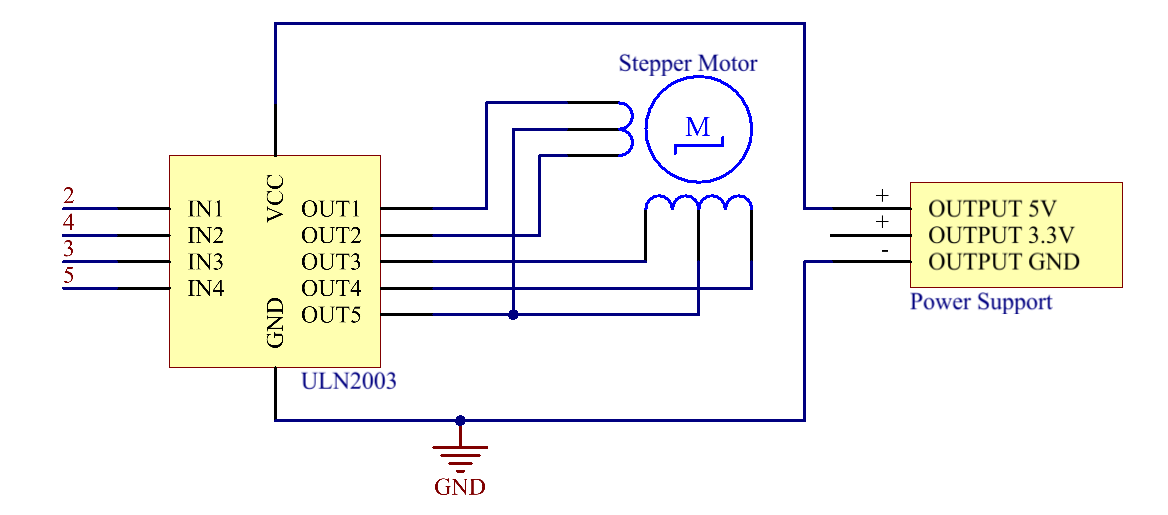 Stepper Motor
M
2
4
3
5
IN1
IN2
IN3
IN4
VCC
GND
OUT1
OUT2
OUT3
OUT4
OUT5
ULN2003
+
+
-
OUTPUT 5V
OUTPUT 3.3V
OUTPUT GND
Power Support
GND